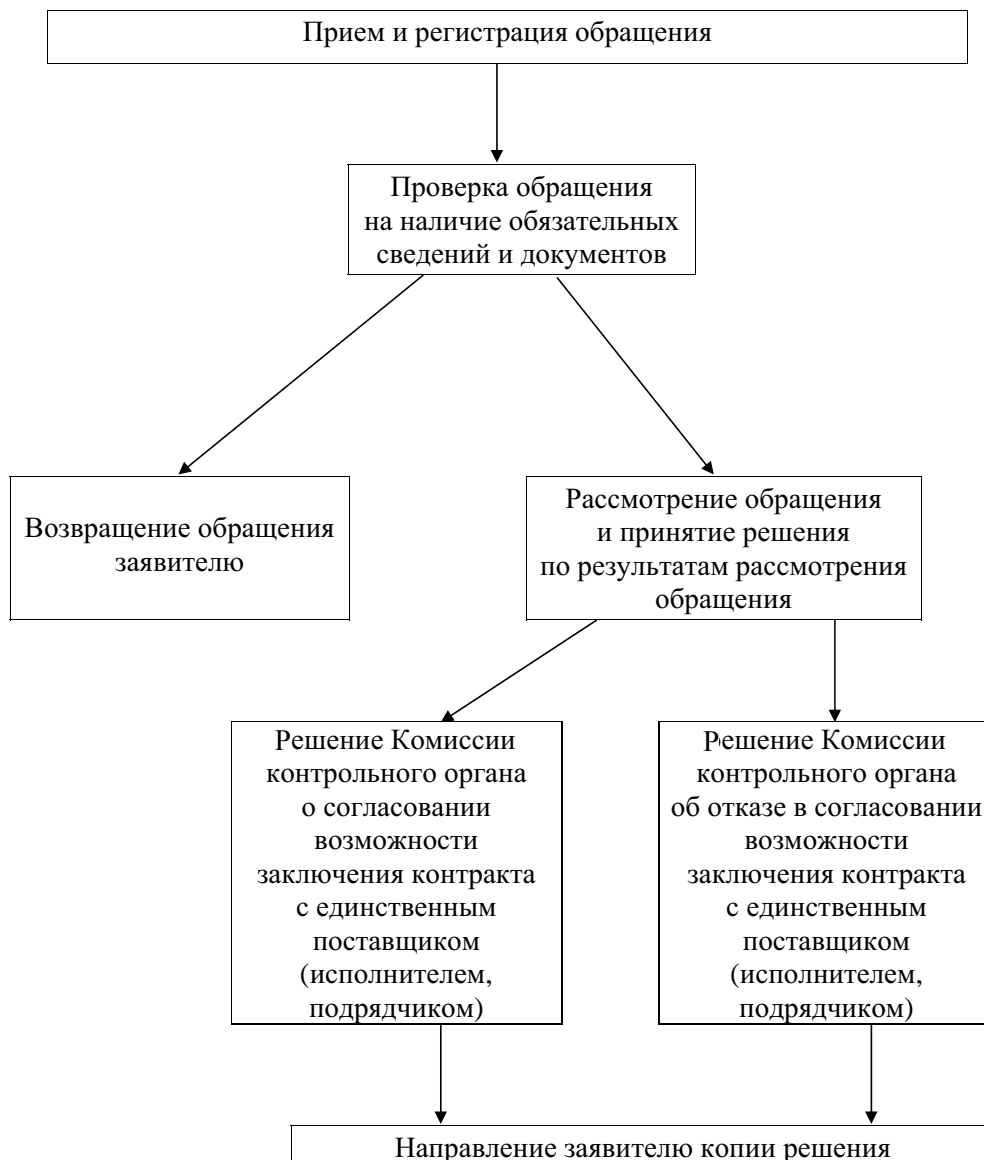 Прием и регистрация обращения
Проверка обращения
на наличие обязательных
сведений и документов
Возвращение обращения
заявителю
Рассмотрение обращения
и принятие решения
по результатам рассмотрения
обращения
Решение Комиссии
контрольного органа
о согласовании
возможности
заключения контракта
с единственным
поставщиком
(исполнителем,
подрядчиком)
Решение Комиссии
контрольного органа
об отказе в согласовании
возможности
заключения контракта
с единственным
поставщиком
(исполнителем,
подрядчиком)
Направление заявителю копии решения